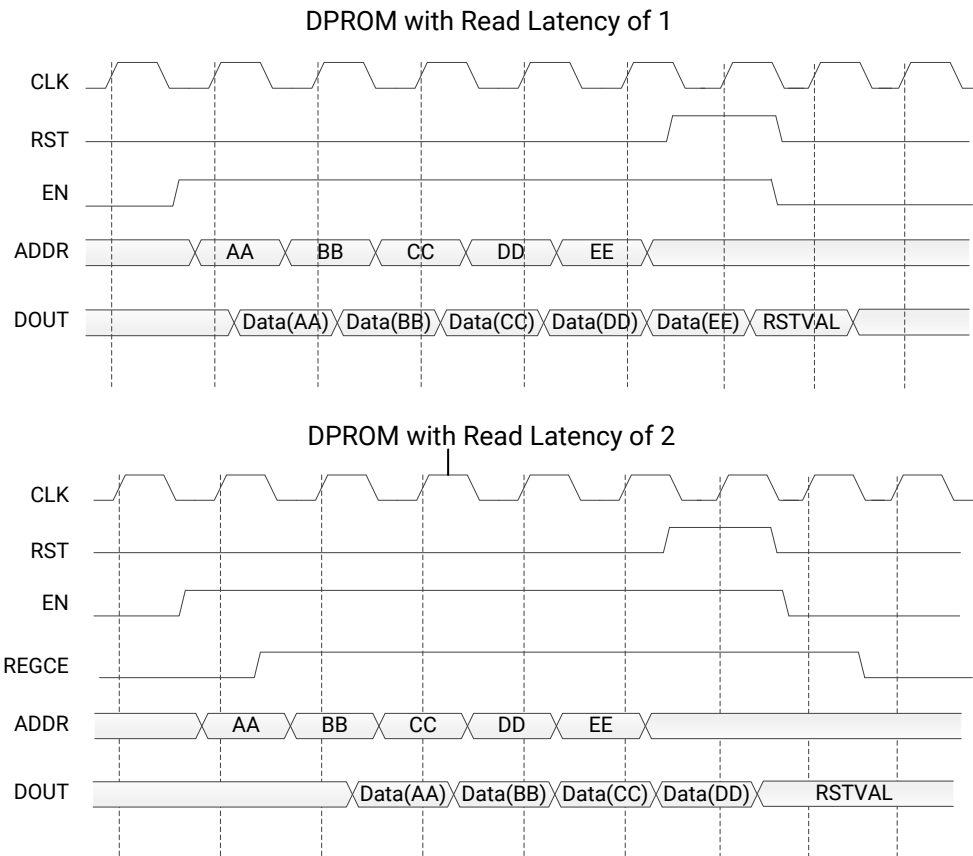 DPROM with Read Latency of 1
CLK
RST
EN
ADDR AA BB CC DD EE
DOUT Data(AA) Data(BB) Data(CC) Data(DD) Data(EE) RSTVAL
DPROM with Read Latency of 2
CLK
RST
EN
REGCE
ADDR AA BB CC DD EE
DOUT Data(AA) Data(BB) Data(CC) Data(DD) RSTVAL